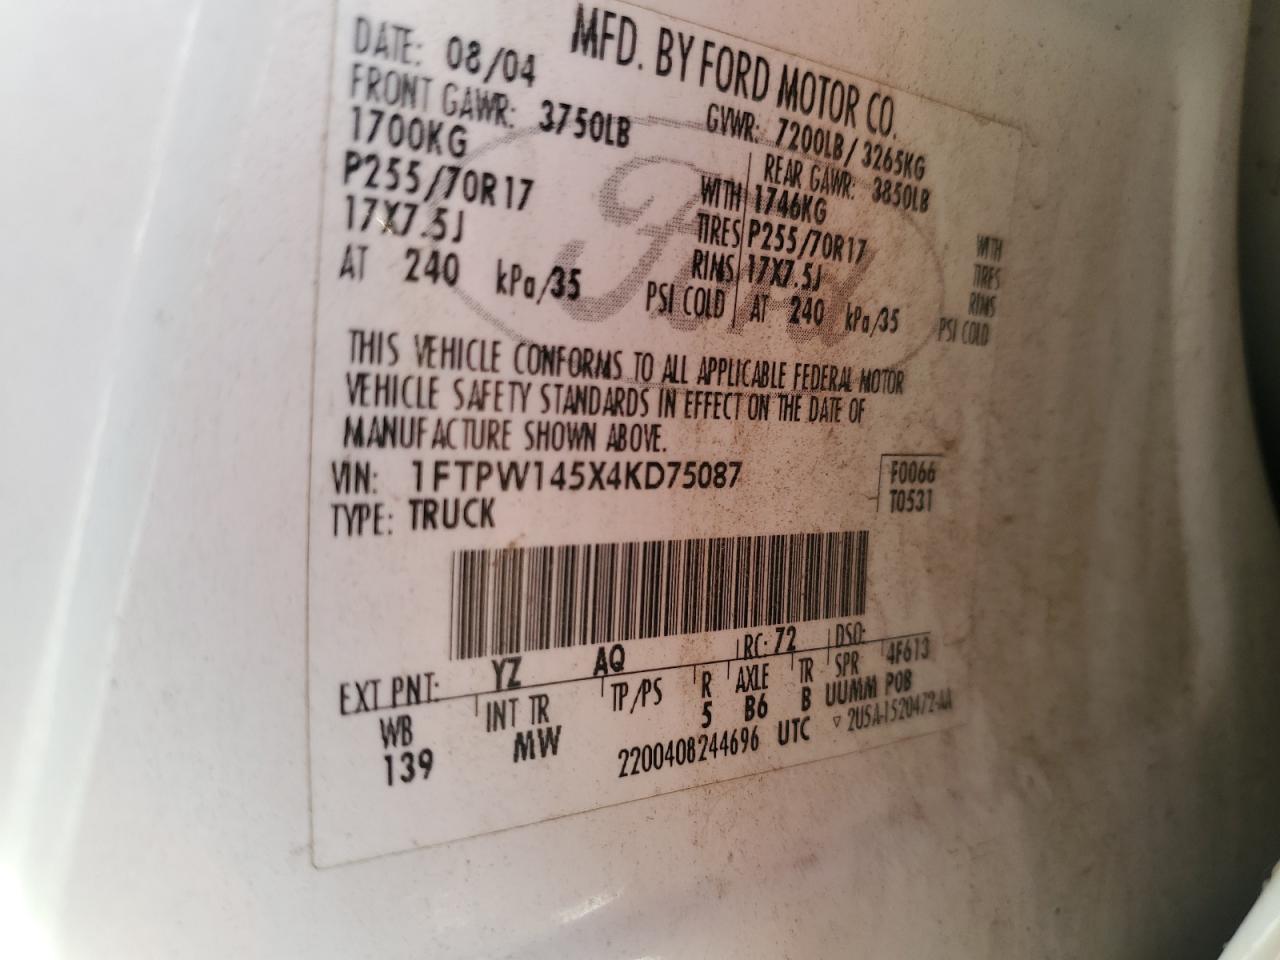 MFD. BY FORD MOTOR CO.
DATE: 08/04 GVWR: 7200LB / 3265KG
FRONT GAWR: 3750LB REAR GAWR: 3850LB
1700KG WITH 1746KG WITH
P255/70R17 TIRES P255/70R17 TIRES
17X7.5J RIMS 17X7.5J RIMS
AT 240 kPa/35 PSI COLD AT 240 kPa/35 PSI COLD
Ford
THIS VEHICLE CONFORMS TO ALL APPLICABLE FEDERAL MOTOR
VEHICLE SAFETY STANDARDS IN EFFECT ON THE DATE OF
MANUFACTURE SHOWN ABOVE.
VIN: 1FTPW145X4KD75087 F0066
TYPE: TRUCK T0531
EXT PNT: YZ AQ RC: 72 DSO:
WB INT TR TP/PS R AXLE TR SPR 4F613
139 MW 5 B6 B UUMM POB
2200408244696 UTC ▽ 2U5A-1520472-AA